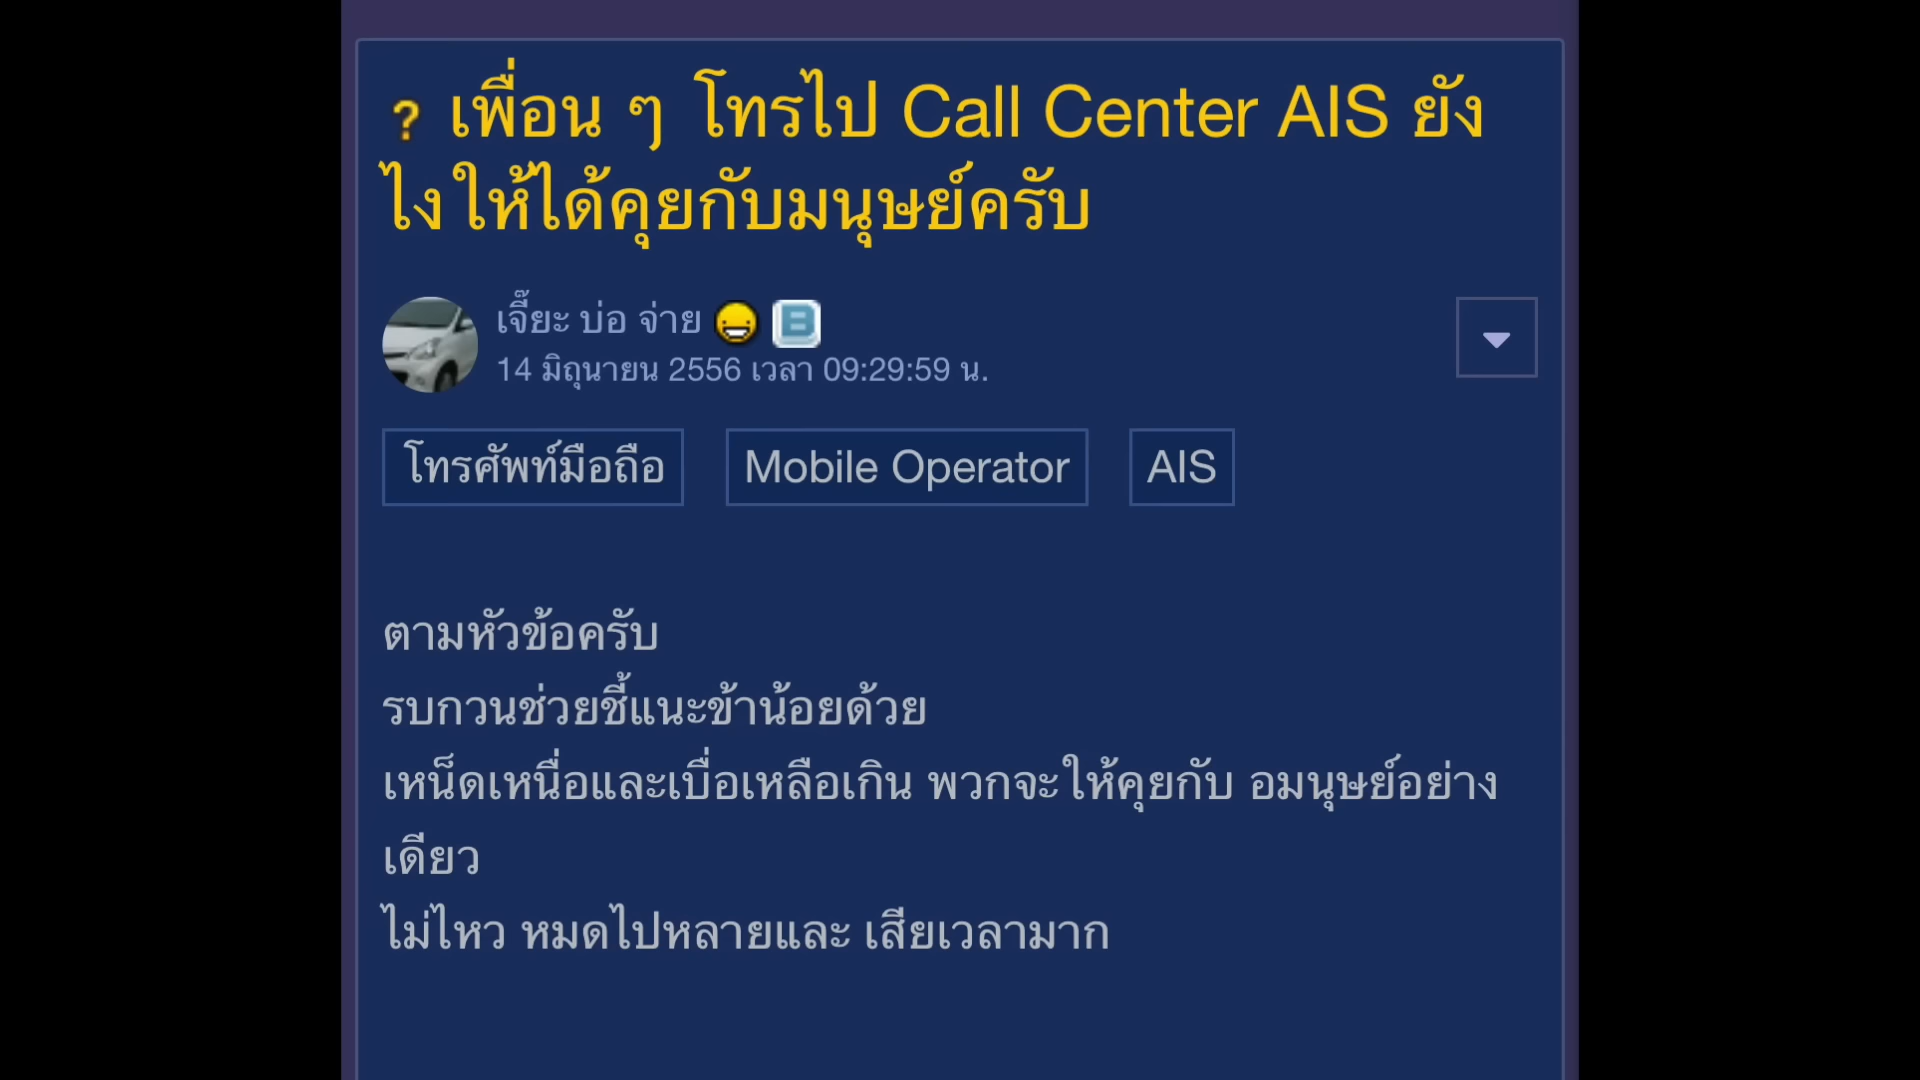 เพื่อน ๆ โทรไป Call Center AIS ยัง
ไงให้ได้คุยกับมนุษย์ครับ
เจี๊ยะ บ่อ จ่าย
14 มิถุนายน 2556 เวลา 09:29:59 น.
โทรศัพท์มือถือ Mobile Operator AIS
ตามหัวข้อครับ
รบกวนช่วยชี้แนะข้าน้อยด้วย
เหน็ดเหนื่อและเบื่อเหลือเกิน พวกจะให้คุยกับ อมนุษย์อย่าง
เดียว
ไม่ไหว หมดไปหลายและ เสียเวลามาก